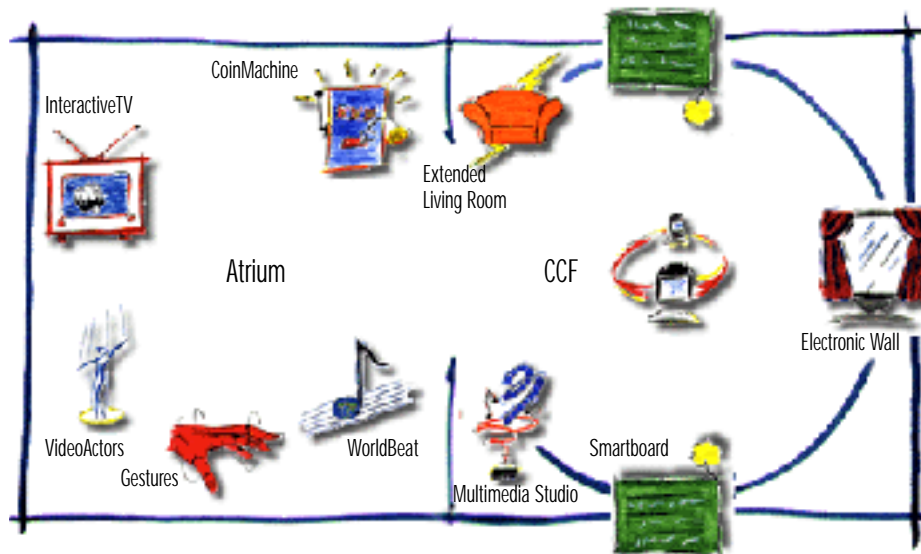 CoinMachine
InteractiveTV
Extended
Living Room
Atrium
CCF
Electronic Wall
VideoActors
WorldBeat
Smartboard
Gestures
Multimedia Studio